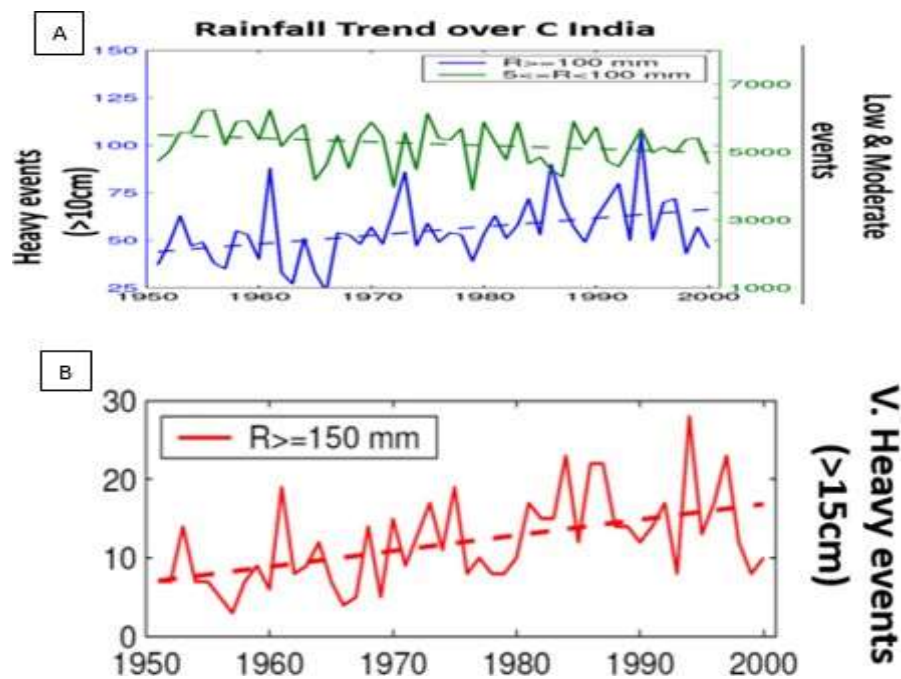 A
Rainfall Trend over C India
R>=100 mm
5<=R<100 mm
150
125
100
75
50
25
Heavy events
(>10cm)
7000
5000
3000
1000
Low & Moderate
events
1950 1960 1970 1980 1990 2000
B
R>=150 mm
30
20
10
0
1950 1960 1970 1980 1990 2000
V. Heavy events
(>15cm)